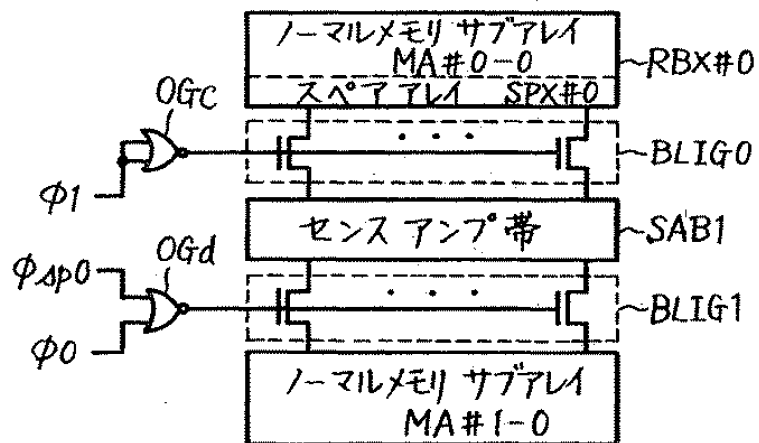 ノーマルメモリ サブアレイ
MA#0-0
RBX#0
スペア アレイ SPX#0
OGc
BLIG0
φ1
センス アンプ 帯
SAB1
OGd
φsp0
BLIG1
φ0
ノーマルメモリ サブアレイ
MA#1-0